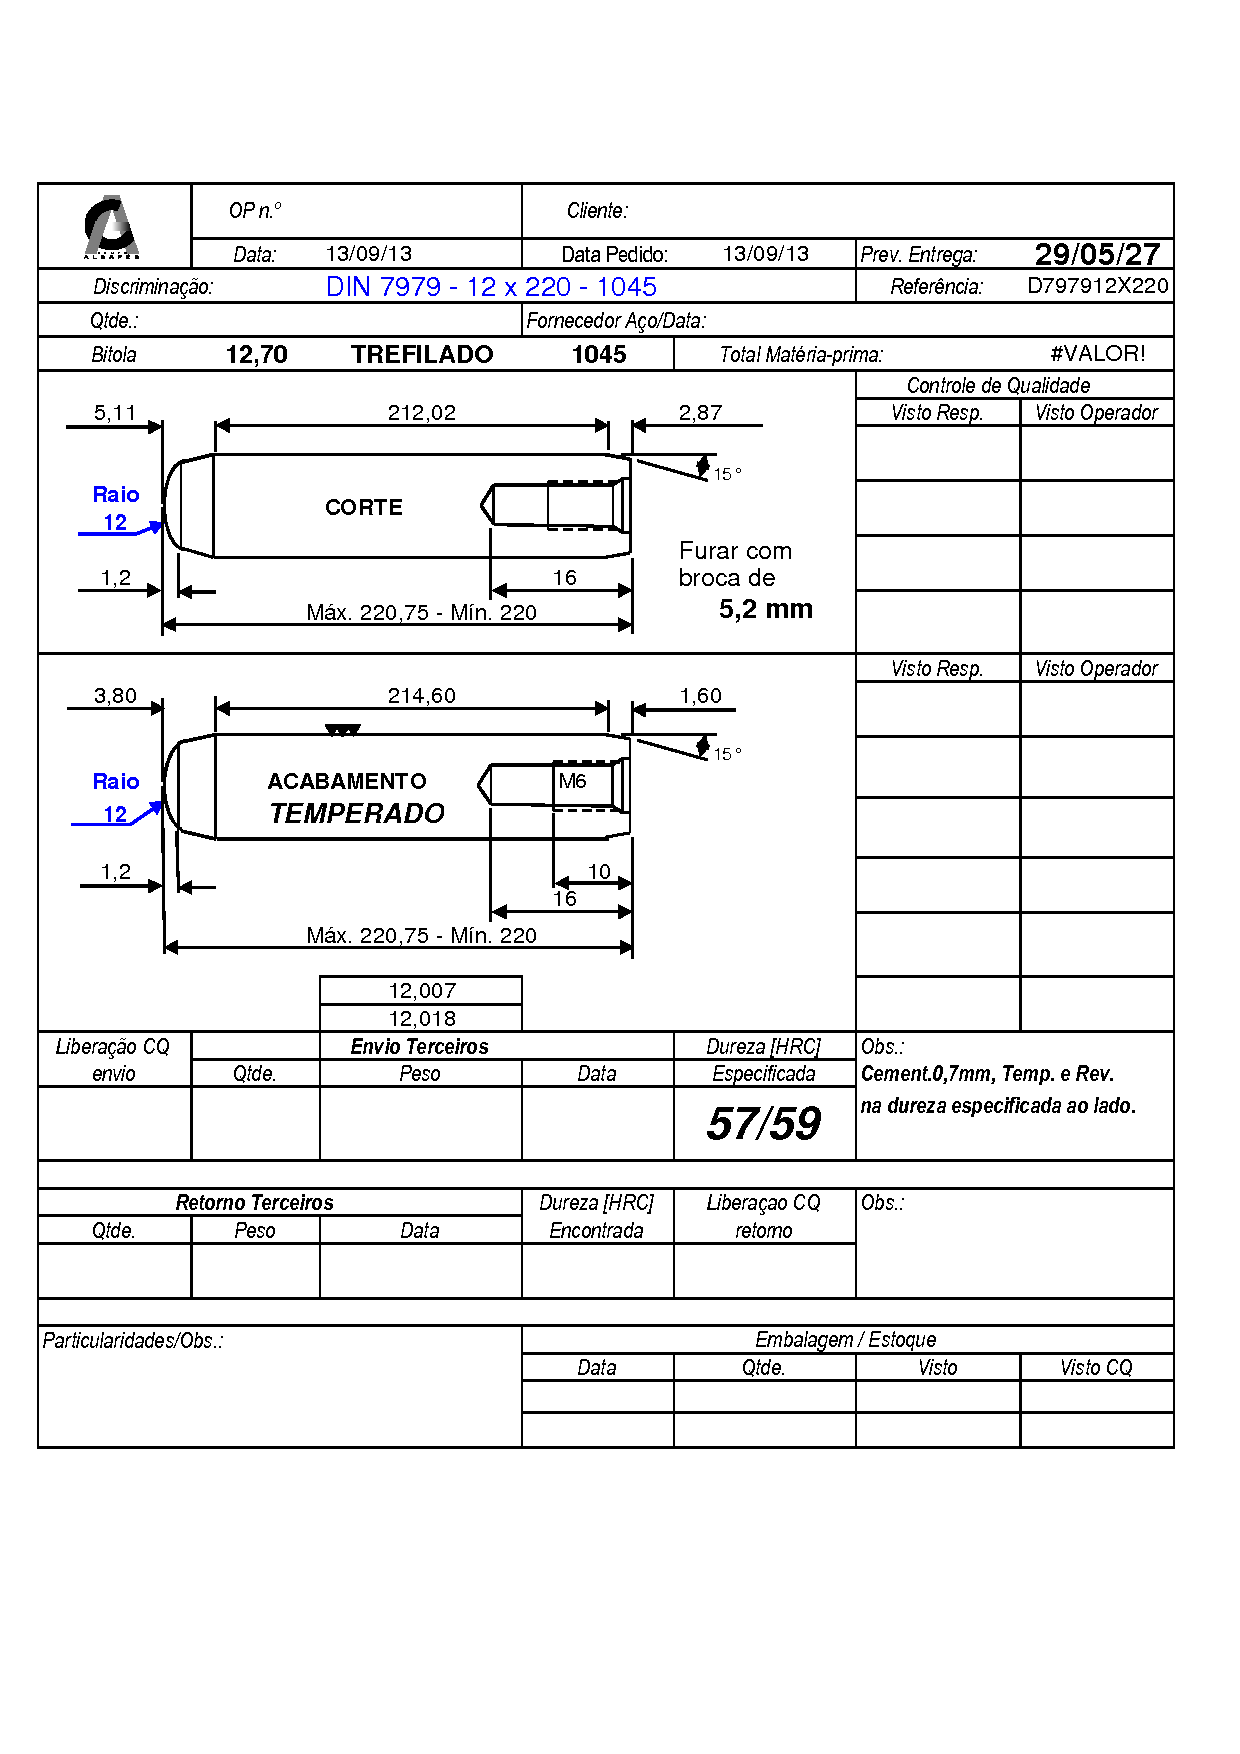 ALBAPEB
OP n.º Cliente:
Data: 13/09/13 Data Pedido: 13/09/13 Prev. Entrega: 29/05/27
Discriminação: DIN 7979 - 12 x 220 - 1045 Referência: D797912X220
Qtde.: Fornecedor Aço/Data:
Bitola 12,70 TREFILADO 1045 Total Matéria-prima: #VALOR!
Controle de Qualidade
Visto Resp. Visto Operador
5,11 212,02 2,87
15°
Raio
12
CORTE
Furar com
broca de
5,2 mm
1,2 16
Máx. 220,75 - Mín. 220
Visto Resp. Visto Operador
3,80 214,60 1,60
15°
Raio
12
ACABAMENTO
TEMPERADO
M6
1,2 10
16
Máx. 220,75 - Mín. 220
12,007
12,018
Liberação CQ
envio
Envio Terceiros
Qtde. Peso Data
Dureza [HRC]
Especificada
57/59
Obs.:
Cement.0,7mm, Temp. e Rev.
na dureza especificada ao lado.
Retorno Terceiros
Qtde. Peso Data
Dureza [HRC]
Encontrada
Liberaçao CQ
retorno
Obs.:
Particularidades/Obs.:
Embalagem / Estoque
Data Qtde. Visto Visto CQ